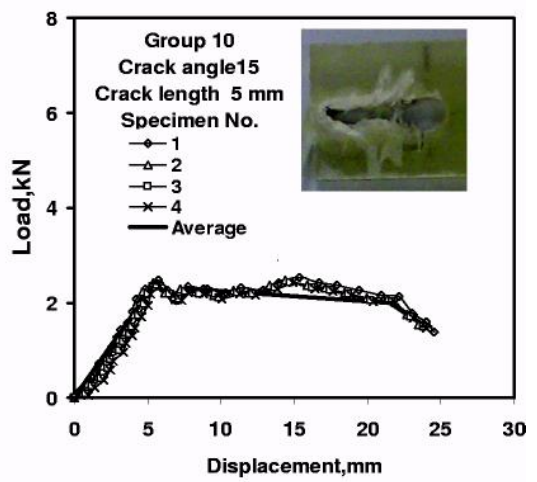 8
Group 10
Crack angle15
Crack length 5 mm
6
Specimen No.
1
2
3
4
4
Average
Load,kN
2
0
0 5 10 15 20 25 30
Displacement,mm